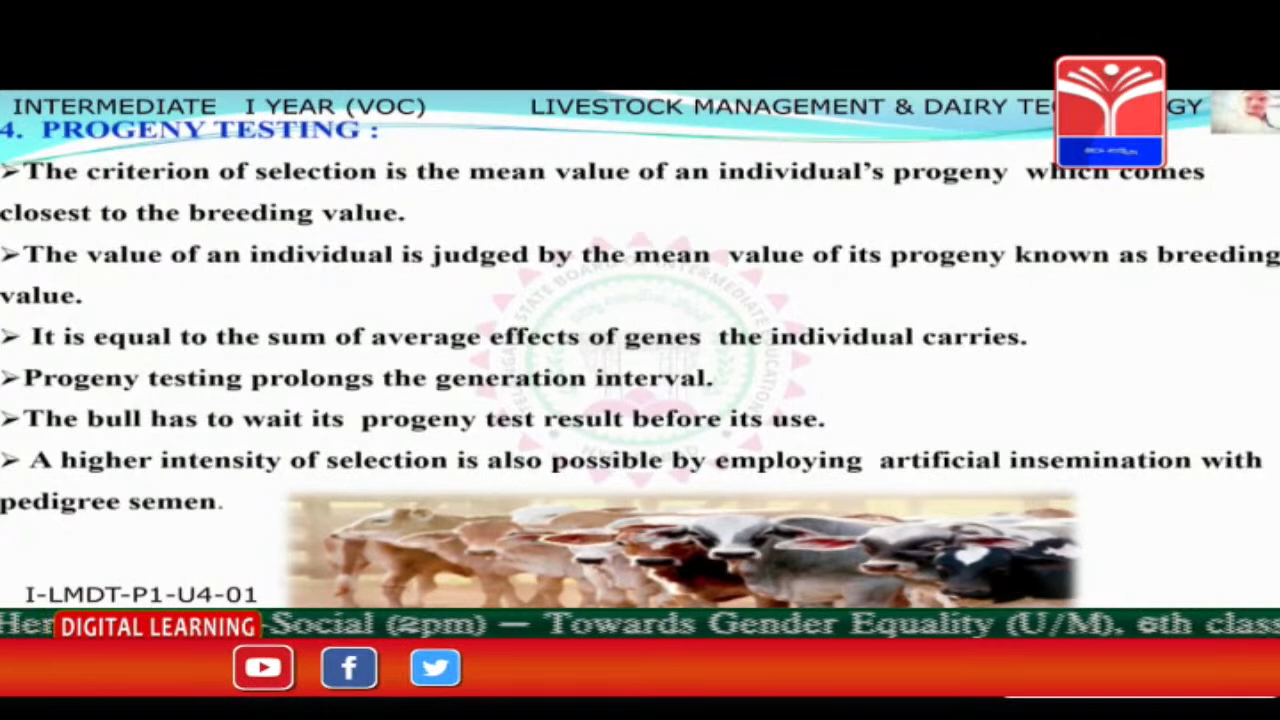 INTERMEDIATE I YEAR (VOC) LIVESTOCK MANAGEMENT & DAIRY TE GY
4. PROGENY TESTING :
➢The criterion of selection is the mean value of an individual's progeny which comes
closest to the breeding value.
➢The value of an individual is judged by the mean value of its progeny known as breeding
value.
➢ It is equal to the sum of average effects of genes the individual carries.
➢Progeny testing prolongs the generation interval.
➢The bull has to wait its progeny test result before its use.
➢ A higher intensity of selection is also possible by employing artificial insemination with
pedigree semen.
I-LMDT-P1-U4-01
DIGITAL LEARNING
-Social (2pm) – Towards Gender Equality (U/M). 6th class